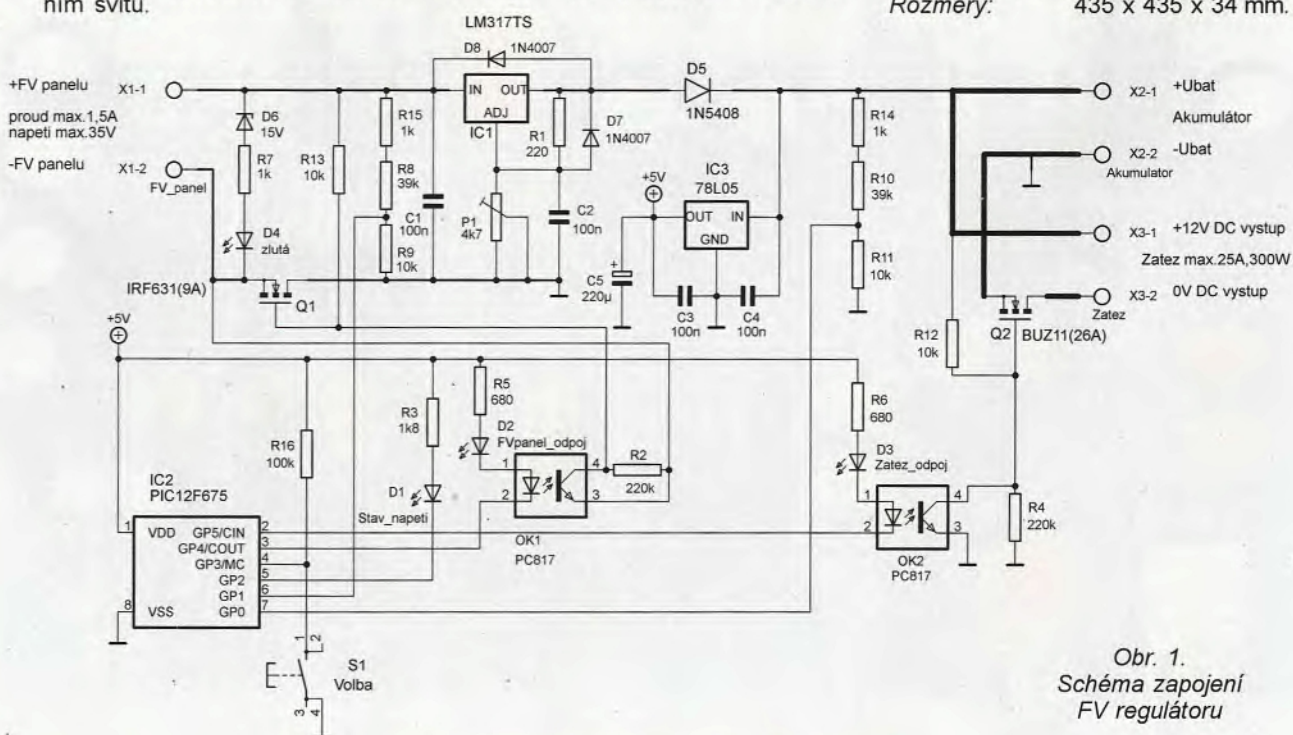 ním svitu.
Rozměry: 435 x 435 x 34 mm.
LM317TS
D8 1N4007
+FV panelu X1-1
proud max.1,5A
napeti max.35V
-FV panelu X1-2
FV_panel
D6
15V
R7
1k
D4
zlutá
R13
10k
R15
1k
R8
39k
R9
10k
C1
100n
IN OUT
ADJ
IC1
R1
220
D7
1N4007
P1
4k7
C2
100n
D5
1N5408
+5V
IC3
78L05
OUT IN
GND
C5
220µ
+
C3
100n
C4
100n
R14
1k
R10
39k
R11
10k
X2-1 +Ubat
Akumulátor
X2-2 -Ubat
Akumulator
X3-1 +12V DC vystup
Zatez max.25A,300W
X3-2 0V DC vystup
Zatez
R12
10k
Q2
BUZ11(26A)
IRF631(9A)
Q1
+5V
R16
100k
R3
1k8
D1
Stav_napeti
R5
680
D2
FVpanel_odpoj
1
2
4
3
OK1
PC817
R2
220k
R6
680
D3
Zatez_odpoj
1
2
4
3
OK2
PC817
R4
220k
IC2
PIC12F675
1 VDD GP5/CIN 2
GP4/COUT 3
GP3/MC 4
GP2 5
GP1 6
8 VSS GP0 7
1 2
S1
Volba
3 4
Obr. 1.
Schéma zapojení
FV regulátoru